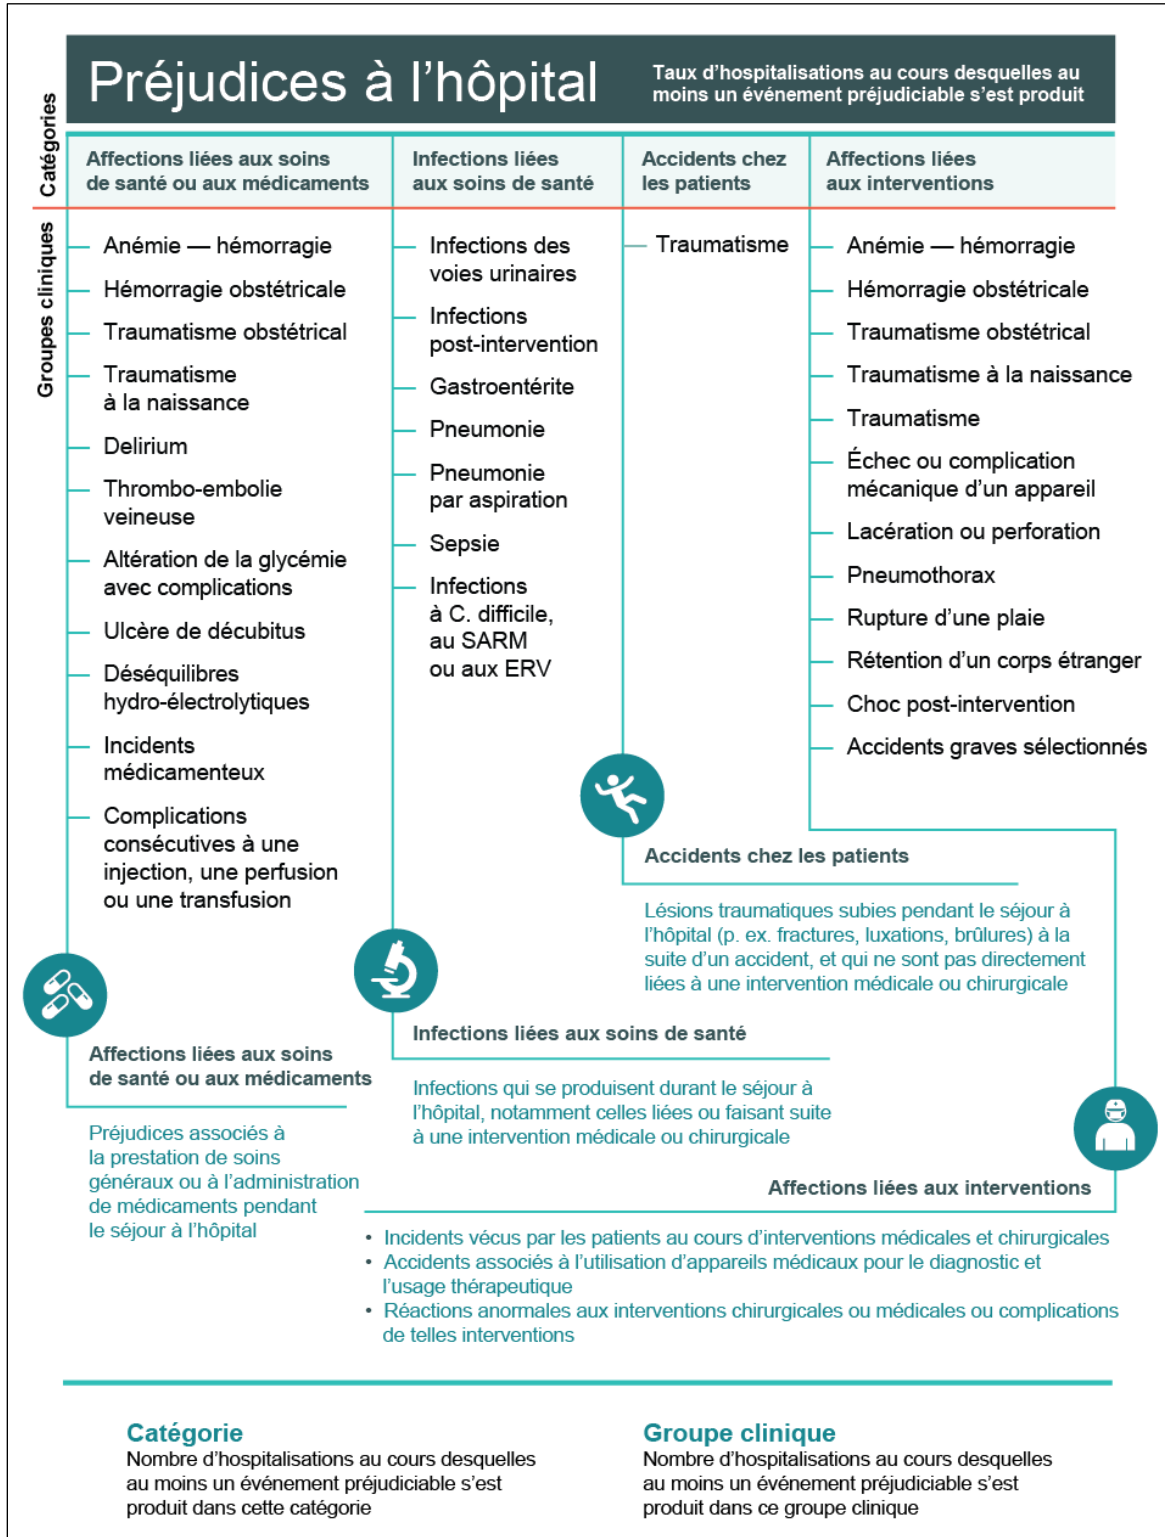 Préjudices à l’hôpital
Taux d’hospitalisations au cours desquelles au
moins un événement préjudiciable s’est produit
Catégories
Affections liées aux soins
de santé ou aux médicaments
Infections liées
aux soins de santé
Accidents chez
les patients
Affections liées
aux interventions
Groupes cliniques
Anémie — hémorragie
Hémorragie obstétricale
Traumatisme obstétrical
Traumatisme
à la naissance
Delirium
Thrombo-embolie
veineuse
Altération de la glycémie
avec complications
Ulcère de décubitus
Déséquilibres
hydro-électrolytiques
Incidents
médicamenteux
Complications
consécutives à une
injection, une perfusion
ou une transfusion
Infections des
voies urinaires
Infections
post-intervention
Gastroentérite
Pneumonie
Pneumonie
par aspiration
Sepsie
Infections
à C. difficile,
au SARM
ou aux ERV
Traumatisme
Anémie — hémorragie
Hémorragie obstétricale
Traumatisme obstétrical
Traumatisme à la naissance
Traumatisme
Échec ou complication
mécanique d’un appareil
Lacération ou perforation
Pneumothorax
Rupture d’une plaie
Rétention d’un corps étranger
Choc post-intervention
Accidents graves sélectionnés
Accidents chez les patients
Lésions traumatiques subies pendant le séjour à
l’hôpital (p. ex. fractures, luxations, brûlures) à la
suite d’un accident, et qui ne sont pas directement
liées à une intervention médicale ou chirurgicale
Infections liées aux soins de santé
Infections qui se produisent durant le séjour à
l’hôpital, notamment celles liées ou faisant suite
à une intervention médicale ou chirurgicale
Affections liées aux soins
de santé ou aux médicaments
Préjudices associés à
la prestation de soins
généraux ou à l’administration
de médicaments pendant
le séjour à l’hôpital
Affections liées aux interventions
• Incidents vécus par les patients au cours d’interventions médicales et chirurgicales
• Accidents associés à l’utilisation d’appareils médicaux pour le diagnostic et
l’usage thérapeutique
• Réactions anormales aux interventions chirurgicales ou médicales ou complications
de telles interventions
Catégorie
Nombre d’hospitalisations au cours desquelles
au moins un événement préjudiciable s’est
produit dans cette catégorie
Groupe clinique
Nombre d’hospitalisations au cours desquelles
au moins un événement préjudiciable s’est
produit dans ce groupe clinique